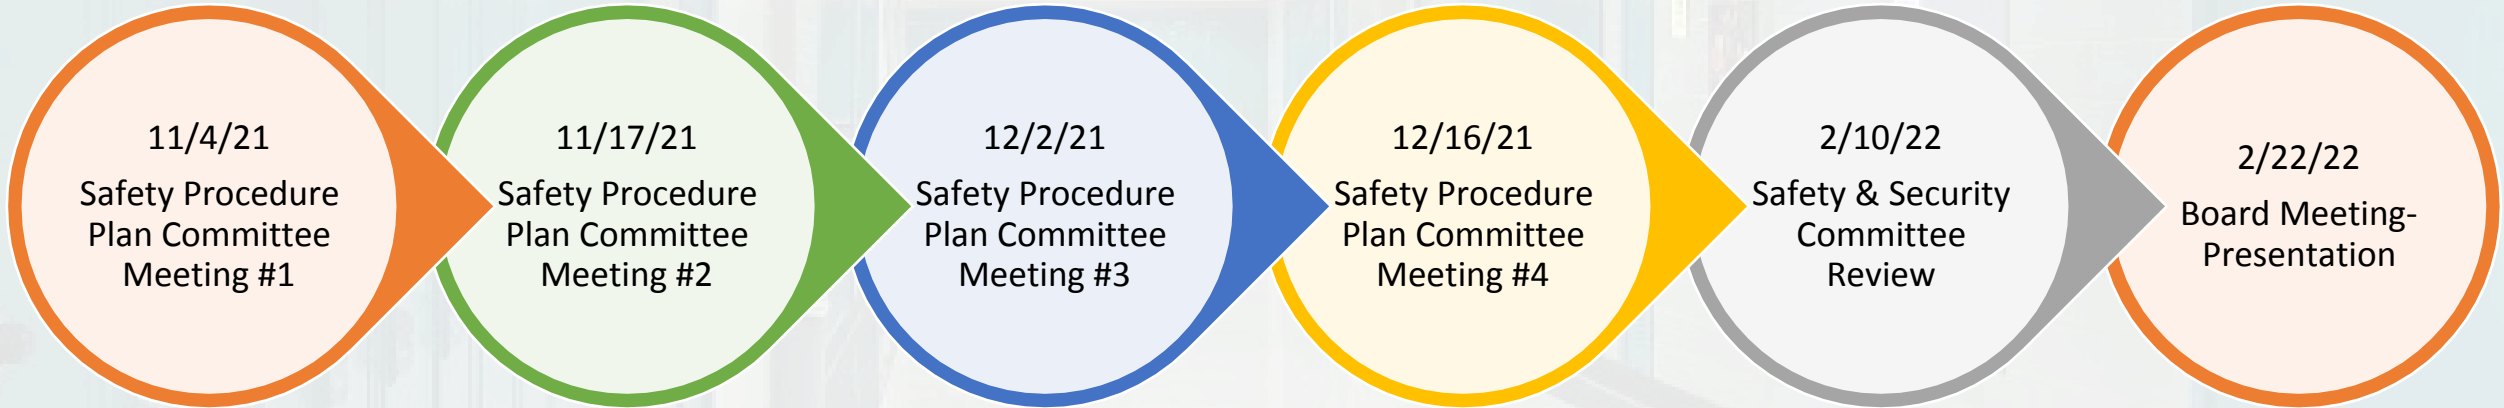 11/4/21
Safety Procedure
Plan Committee
Meeting #1
11/17/21
Safety Procedure
Plan Committee
Meeting #2
12/2/21
Safety Procedure
Plan Committee
Meeting #3
12/16/21
Safety Procedure
Plan Committee
Meeting #4
2/10/22
Safety & Security
Committee
Review
2/22/22
Board Meeting-
Presentation